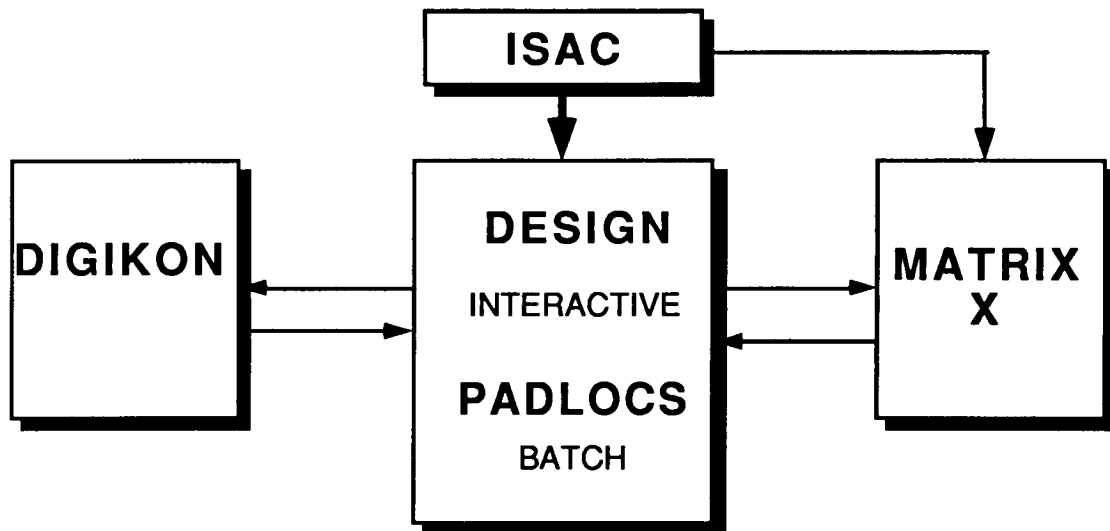 ISAC
DIGIKON
DESIGN
INTERACTIVE
PADLOCS
BATCH
MATRIX
X